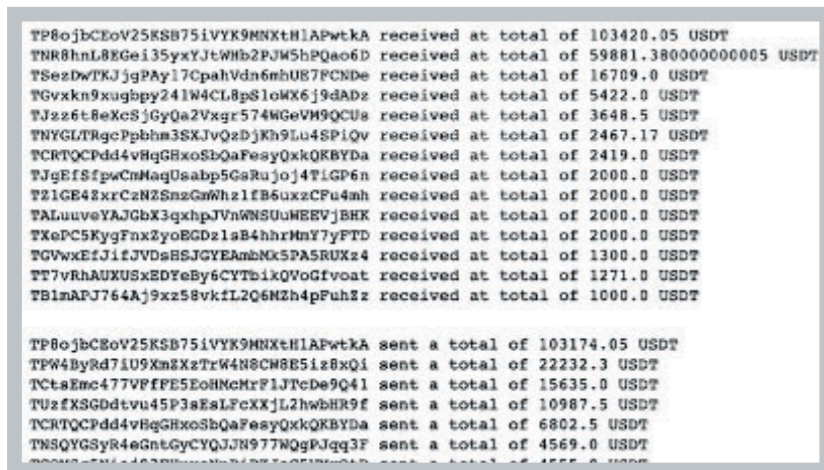 TP8ojbCEoV25KSB75iVYK9MNXtH1APwtkA received at total of 103420.05 USDT
TNR8hnL8EGei35yxYJtWHb2PJW5hPQao6D received at total of 59881.380000000005 USDT
TSezDwTKJjgPAy17CpahVdn6mhUE7FCNDe received at total of 16709.0 USDT
TGvxkn9xugbpy241W4CL8pSloWX6j9dADz received at total of 5422.0 USDT
TJzz6t8eXcSjGyQa2Vxgr574WGeVM9QCUs received at total of 3648.5 USDT
TNYGLTRgcPpbhm3SXJvQzDjKh9Lu4SPiQv received at total of 2467.17 USDT
TCRTQCPdd4vHqGHxoSbQaFesyQxkQKBYDa received at total of 2419.0 USDT
TJgEfSfpwCmMaqUsabp5GsRujoj4TiGP6n received at total of 2000.0 USDT
TZ1GE4ZxrCzNZSmzGmWhz1fB6uxzCFu4mh received at total of 2000.0 USDT
TALuuveYAJGbX3qxhpJVnWNSUuWEEVjBHK received at total of 2000.0 USDT
TXePC5KygFnxZyoEGDz1sB4hhrMmY7yFTD received at total of 2000.0 USDT
TGVwxEfJifJVDsHSJGYEAmbMk5PA5RUXz4 received at total of 1300.0 USDT
TT7vRhAUXUSxEDYeBy6CYTbikQVoGfvoat received at total of 1271.0 USDT
TB1mAPJ764Aj9xz58vkfL2Q6MZh4pFuhZz received at total of 1000.0 USDT
TP8ojbCEoV25KSB75iVYK9MNXtH1APwtkA sent a total of 103174.05 USDT
TPW4ByRd7iU9XmZXzTrW4N8CW8E5iz8xQi sent a total of 22232.3 USDT
TCtsEmc477VFfFE5EoHMcMrF1JTcDe9Q41 sent a total of 15635.0 USDT
TUzfXSGDdtvu45P3sEsLFcXXjL2hwbHR9f sent a total of 10987.5 USDT
TCRTQCPdd4vHqGHxoSbQaFesyQxkQKBYDa sent a total of 6802.5 USDT
TNSQYGSyR4eGntGyCYQJJN977WQgPJqq3F sent a total of 4569.0 USDT